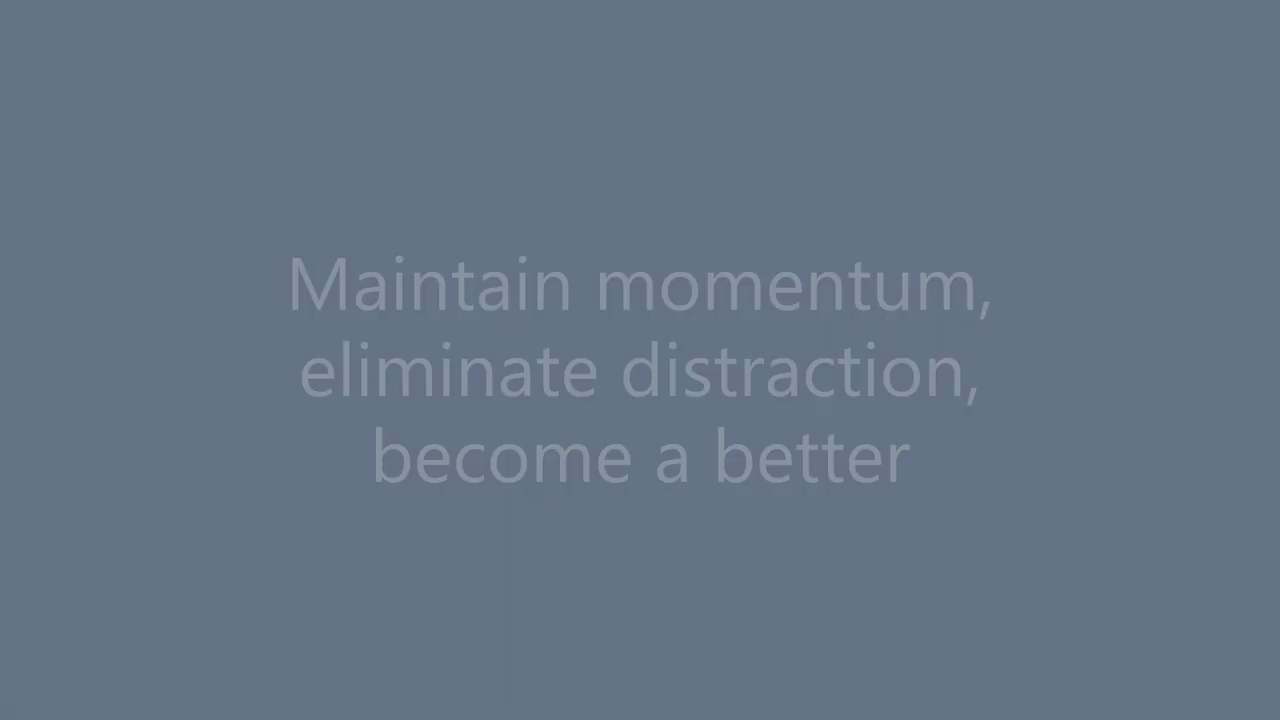 Maintain momentum,
eliminate distraction,
become a better